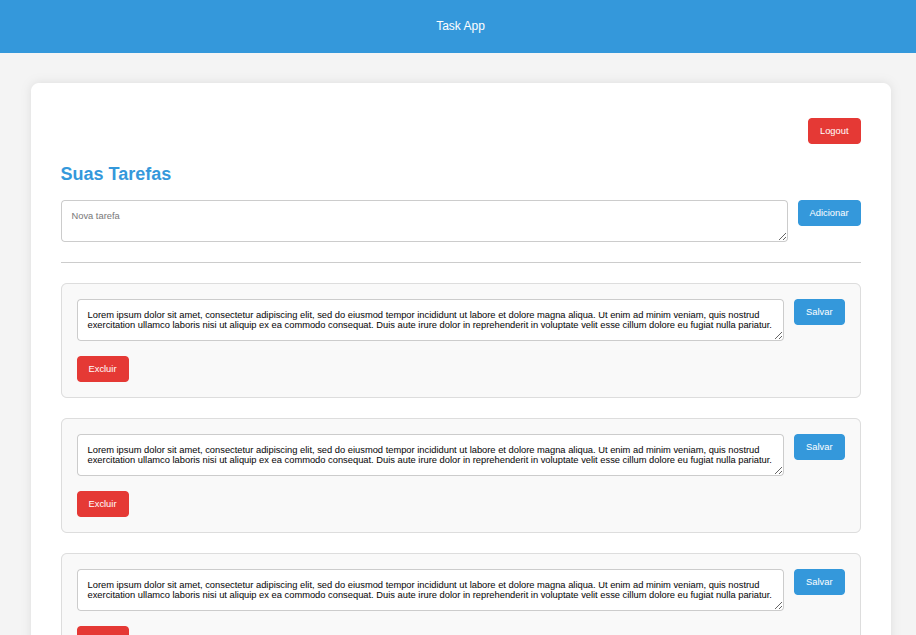 Task App
Logout
Suas Tarefas
Nova tarefa
Adicionar
Lorem ipsum dolor sit amet, consectetur adipiscing elit, sed do eiusmod tempor incididunt ut labore et dolore magna aliqua. Ut enim ad minim veniam, quis nostrud
exercitation ullamco laboris nisi ut aliquip ex ea commodo consequat. Duis aute irure dolor in reprehenderit in voluptate velit esse cillum dolore eu fugiat nulla pariatur.
Salvar
Excluir
Lorem ipsum dolor sit amet, consectetur adipiscing elit, sed do eiusmod tempor incididunt ut labore et dolore magna aliqua. Ut enim ad minim veniam, quis nostrud
exercitation ullamco laboris nisi ut aliquip ex ea commodo consequat. Duis aute irure dolor in reprehenderit in voluptate velit esse cillum dolore eu fugiat nulla pariatur.
Salvar
Excluir
Lorem ipsum dolor sit amet, consectetur adipiscing elit, sed do eiusmod tempor incididunt ut labore et dolore magna aliqua. Ut enim ad minim veniam, quis nostrud
exercitation ullamco laboris nisi ut aliquip ex ea commodo consequat. Duis aute irure dolor in reprehenderit in voluptate velit esse cillum dolore eu fugiat nulla pariatur.
Salvar